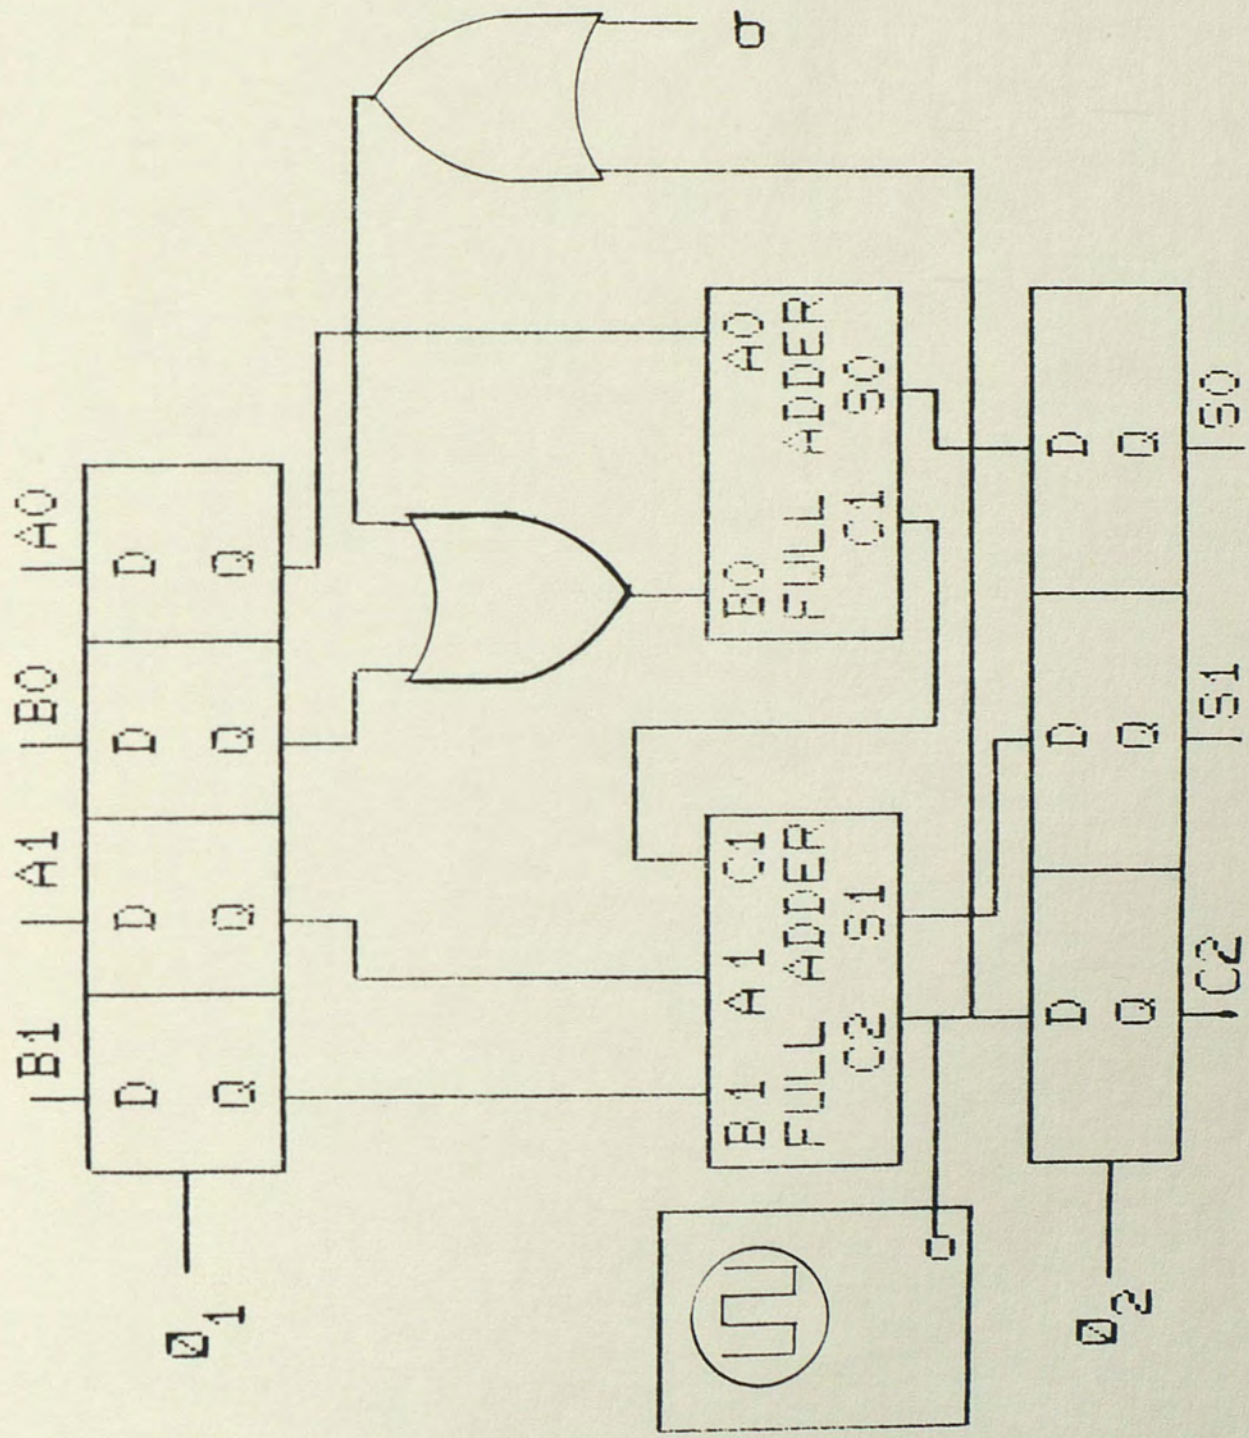 B1 A1 B0 A0
D D D D
Q Q Q Q
Ø1
σ
B1 A1 C1
FULL ADDER
C2 S1
B0 A0
FULL ADDER
C1 S0
Ø2
D D D
Q Q Q
C2 S1 S0